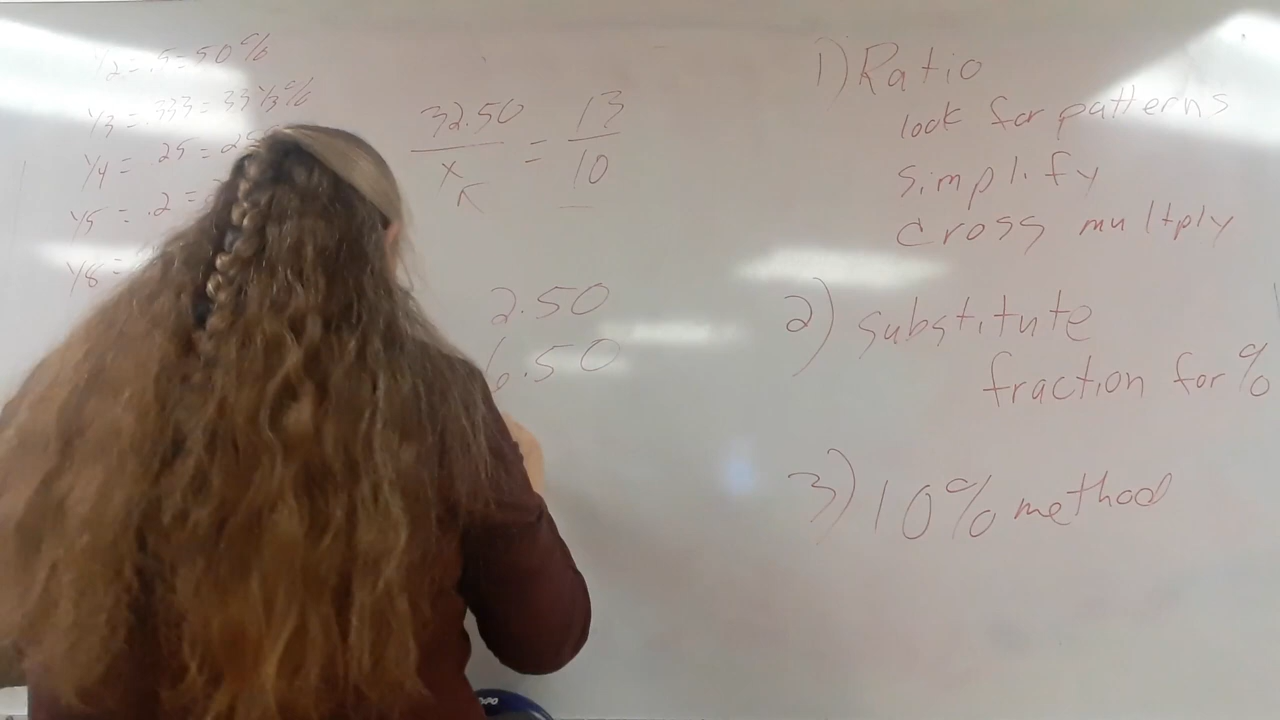 1/2 = .5 = 50%
1/3 = .333 = 33 1/3%
1/4 = .25 = 25
1/5 = .2 =
1/8 =
32.50/x = 13/10
2.50
6.50
1) Ratio
look for patterns
simplify
cross multply
2) substitute
fraction for %
3) 10% method